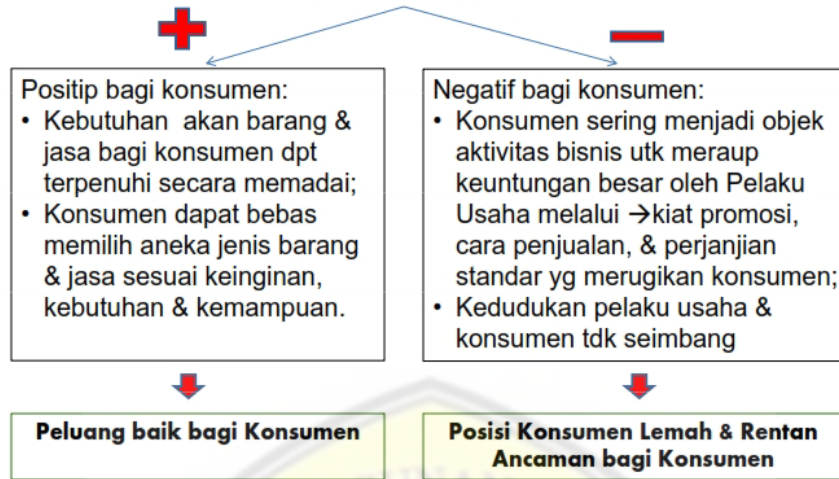 Positip bagi konsumen:
• Kebutuhan akan barang &
jasa bagi konsumen dpt
terpenuhi secara memadai;
• Konsumen dapat bebas
memilih aneka jenis barang
& jasa sesuai keinginan,
kebutuhan & kemampuan.
Negatif bagi konsumen:
• Konsumen sering menjadi objek
aktivitas bisnis utk meraup
keuntungan besar oleh Pelaku
Usaha melalui →kiat promosi,
cara penjualan, & perjanjian
standar yg merugikan konsumen;
• Kedudukan pelaku usaha &
konsumen tdk seimbang
Peluang baik bagi Konsumen
Posisi Konsumen Lemah & Rentan
Ancaman bagi Konsumen